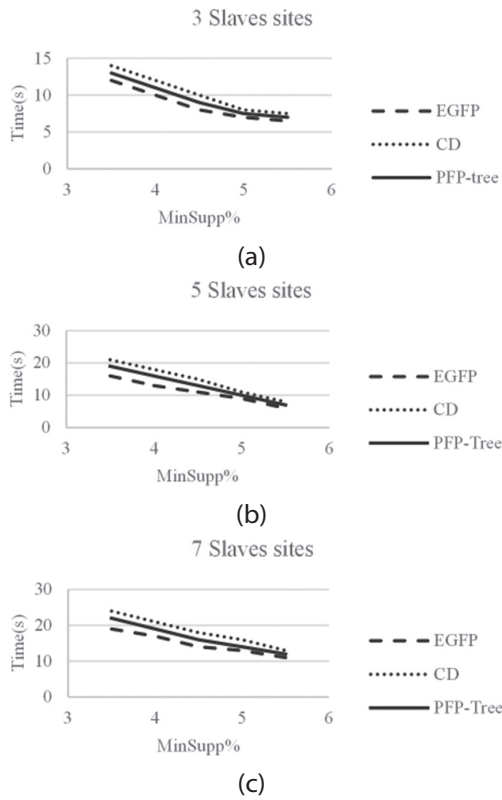 3 Slaves sites
15
10
5
0
Time(s)
3 4 5 6
MinSupp%
EGFP
CD
PFP-tree
(a)
5 Slaves sites
30
20
10
0
Time(s)
3 4 5 6
MinSupp%
EGFP
CD
PFP-Tree
(b)
7 Slaves sites
30
20
10
0
Time(s)
3 4 5 6
MinSupp%
EGFP
CD
PFP-Tree
(c)